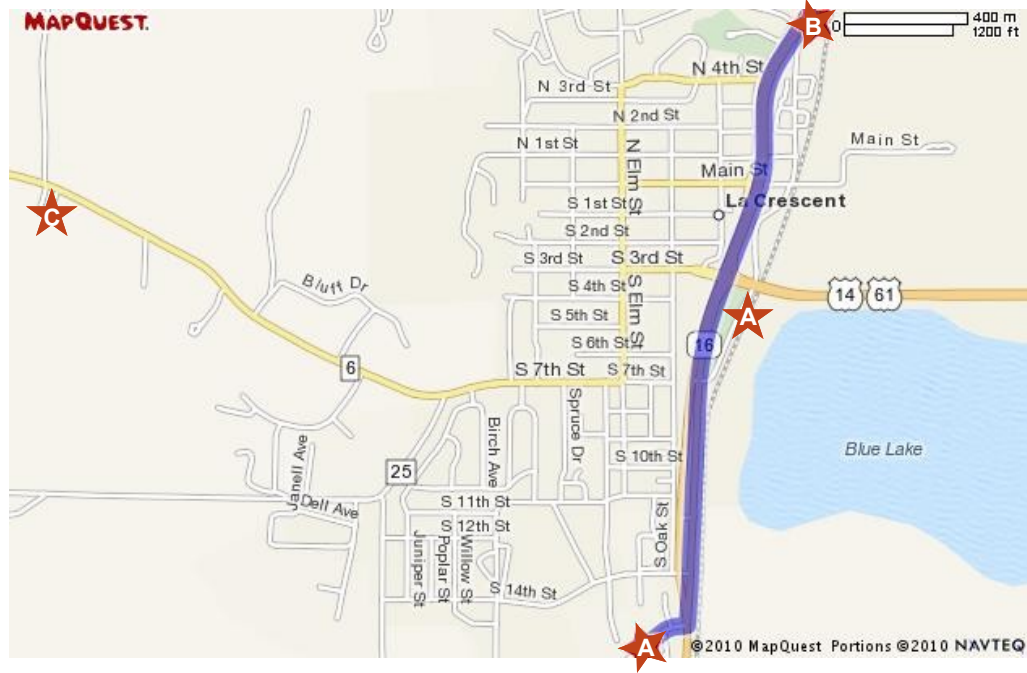 MAPQUEST.
B
0
400 m
1200 ft
N 4th St
N 3rd St
N 2nd St
N 1st St
Main St
N Elm St
Main St
C
S 1st St
La Crescent
S 2nd St
S 3rd St
S 3rd St
Bluff Dr
S 4th St
S Elm St
14
61
S 5th St
A
S 6th St
16
6
S 7th St
S 7th St
Spruce Dr
Birch Ave
Janell Ave
Blue Lake
S 10th St
25
Dell Ave
S 11th St
S Oak St
S 12th St
Juniper St
Poplar St
Willow St
S 14th St
A
©2010 MapQuest Portions ©2010 NAVTEQ